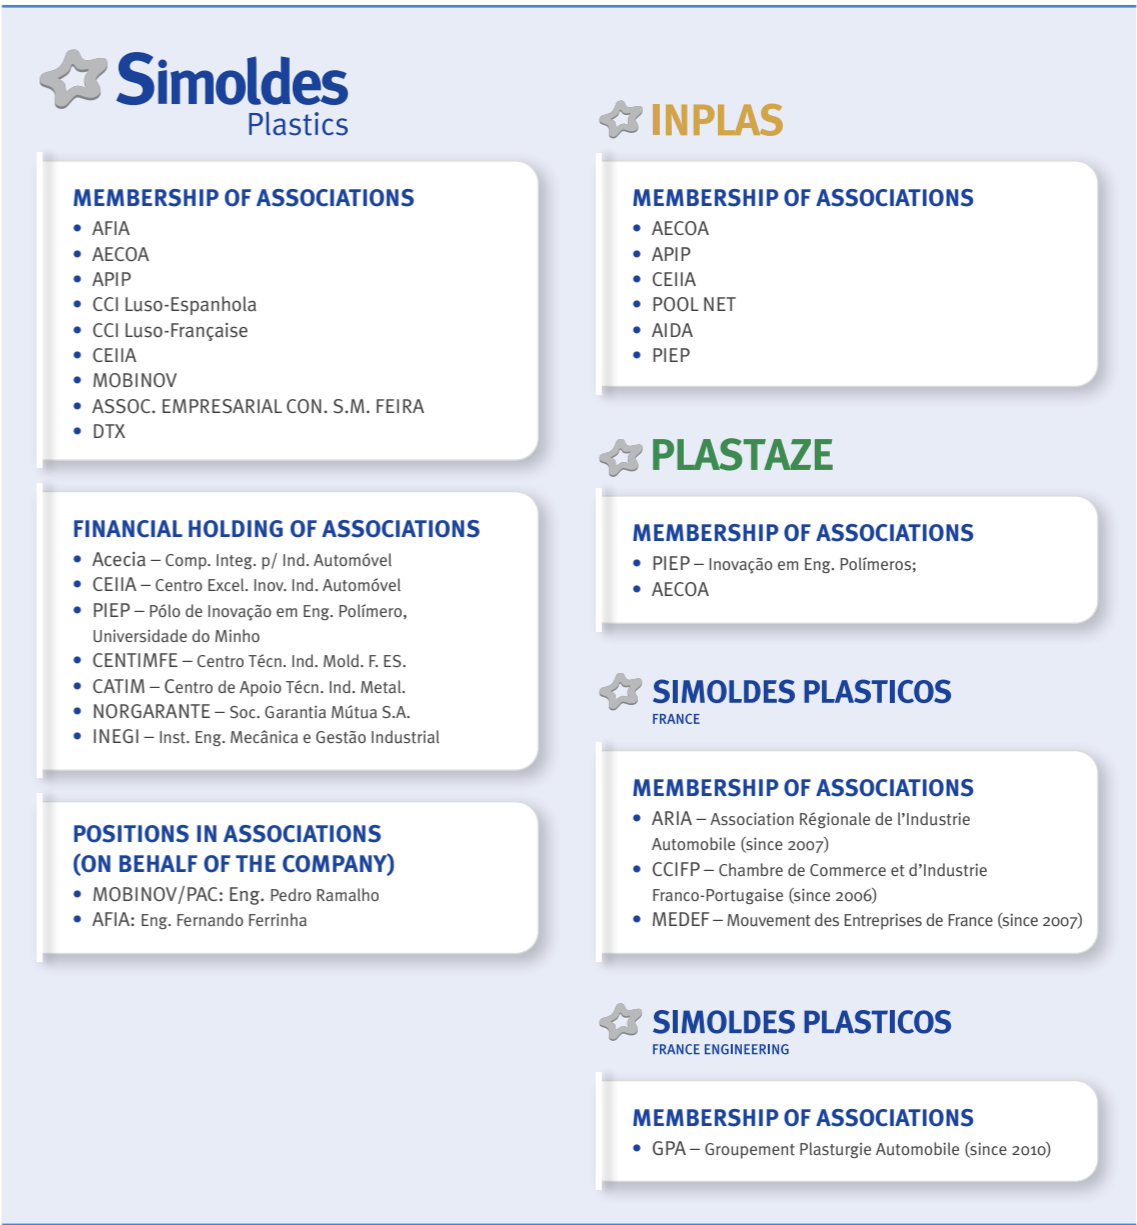 Simoldes
Plastics
MEMBERSHIP OF ASSOCIATIONS
• AFIA
• AECOA
• APIP
• CCI Luso-Espanhola
• CCI Luso-Française
• CEIIA
• MOBINOV
• ASSOC. EMPRESARIAL CON. S.M. FEIRA
• DTX
FINANCIAL HOLDING OF ASSOCIATIONS
• Acecia – Comp. Integ. p/ Ind. Automóvel
• CEIIA – Centro Excel. Inov. Ind. Automóvel
• PIEP – Pólo de Inovação em Eng. Polímero,
Universidade do Minho
• CENTIMFE – Centro Técn. Ind. Mold. F. ES.
• CATIM – Centro de Apoio Técn. Ind. Metal.
• NORGARANTE – Soc. Garantia Mútua S.A.
• INEGI – Inst. Eng. Mecânica e Gestão Industrial
POSITIONS IN ASSOCIATIONS
(ON BEHALF OF THE COMPANY)
• MOBINOV/PAC: Eng. Pedro Ramalho
• AFIA: Eng. Fernando Ferrinha
INPLAS
MEMBERSHIP OF ASSOCIATIONS
• AECOA
• APIP
• CEIIA
• POOL NET
• AIDA
• PIEP
PLASTAZE
MEMBERSHIP OF ASSOCIATIONS
• PIEP – Inovação em Eng. Polímeros;
• AECOA
SIMOLDES PLASTICOS
FRANCE
MEMBERSHIP OF ASSOCIATIONS
• ARIA – Association Régionale de l’Industrie
Automobile (since 2007)
• CCIFP – Chambre de Commerce et d’Industrie
Franco-Portugaise (since 2006)
• MEDEF – Mouvement des Entreprises de France (since 2007)
SIMOLDES PLASTICOS
FRANCE ENGINEERING
MEMBERSHIP OF ASSOCIATIONS
• GPA – Groupement Plasturgie Automobile (since 2010)